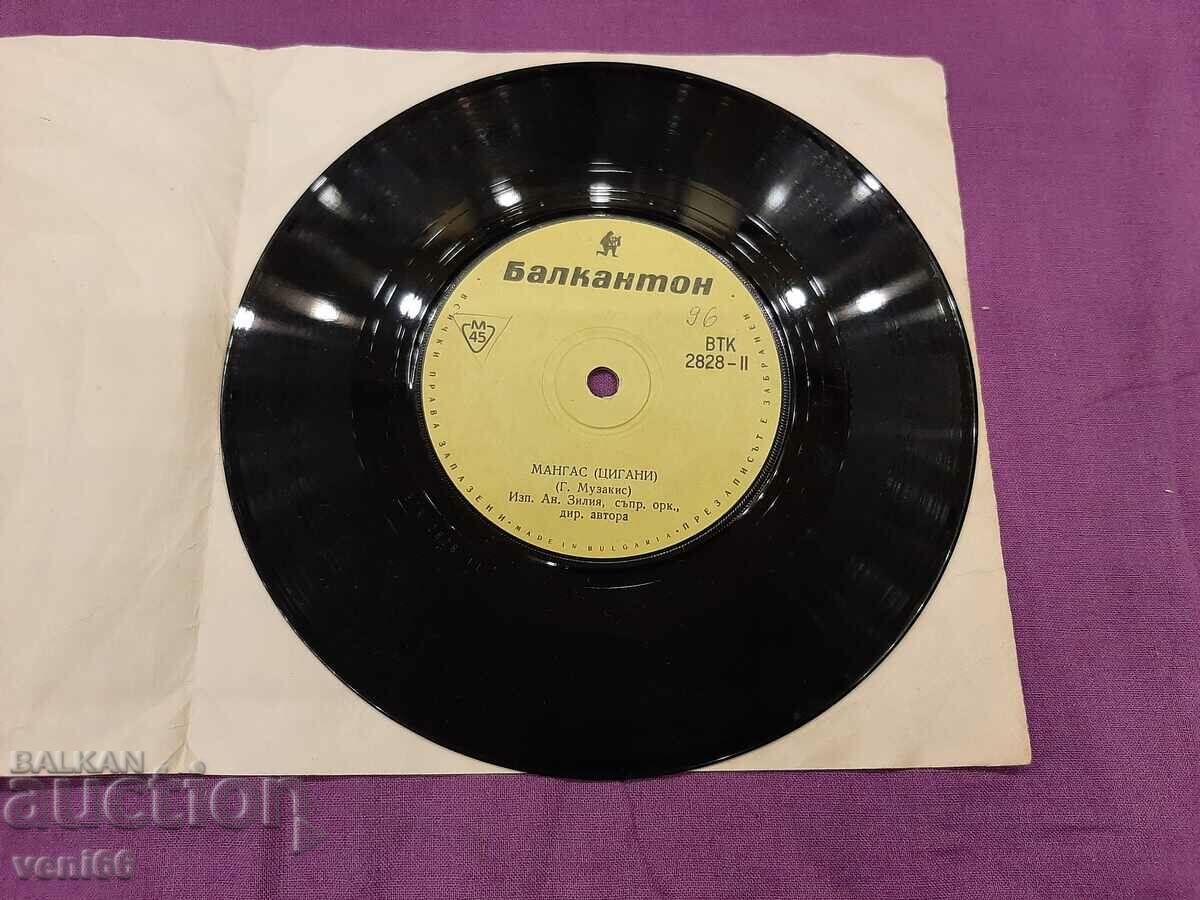 Балкантон
96
М
45
ВТК
2828-II
МАНГАС (ЦИГАНИ)
(Г. Музакис)
Изп. Ан. Зилия, съпр. орк.,
дир. автора
ВСИЧКИ ПРАВА ЗАПАЗЕНИ · MADE IN BULGARIA · ПРЕЗАПИСЪТ Е ЗАБРАНЕН ·
BALKAN
auction
veni66